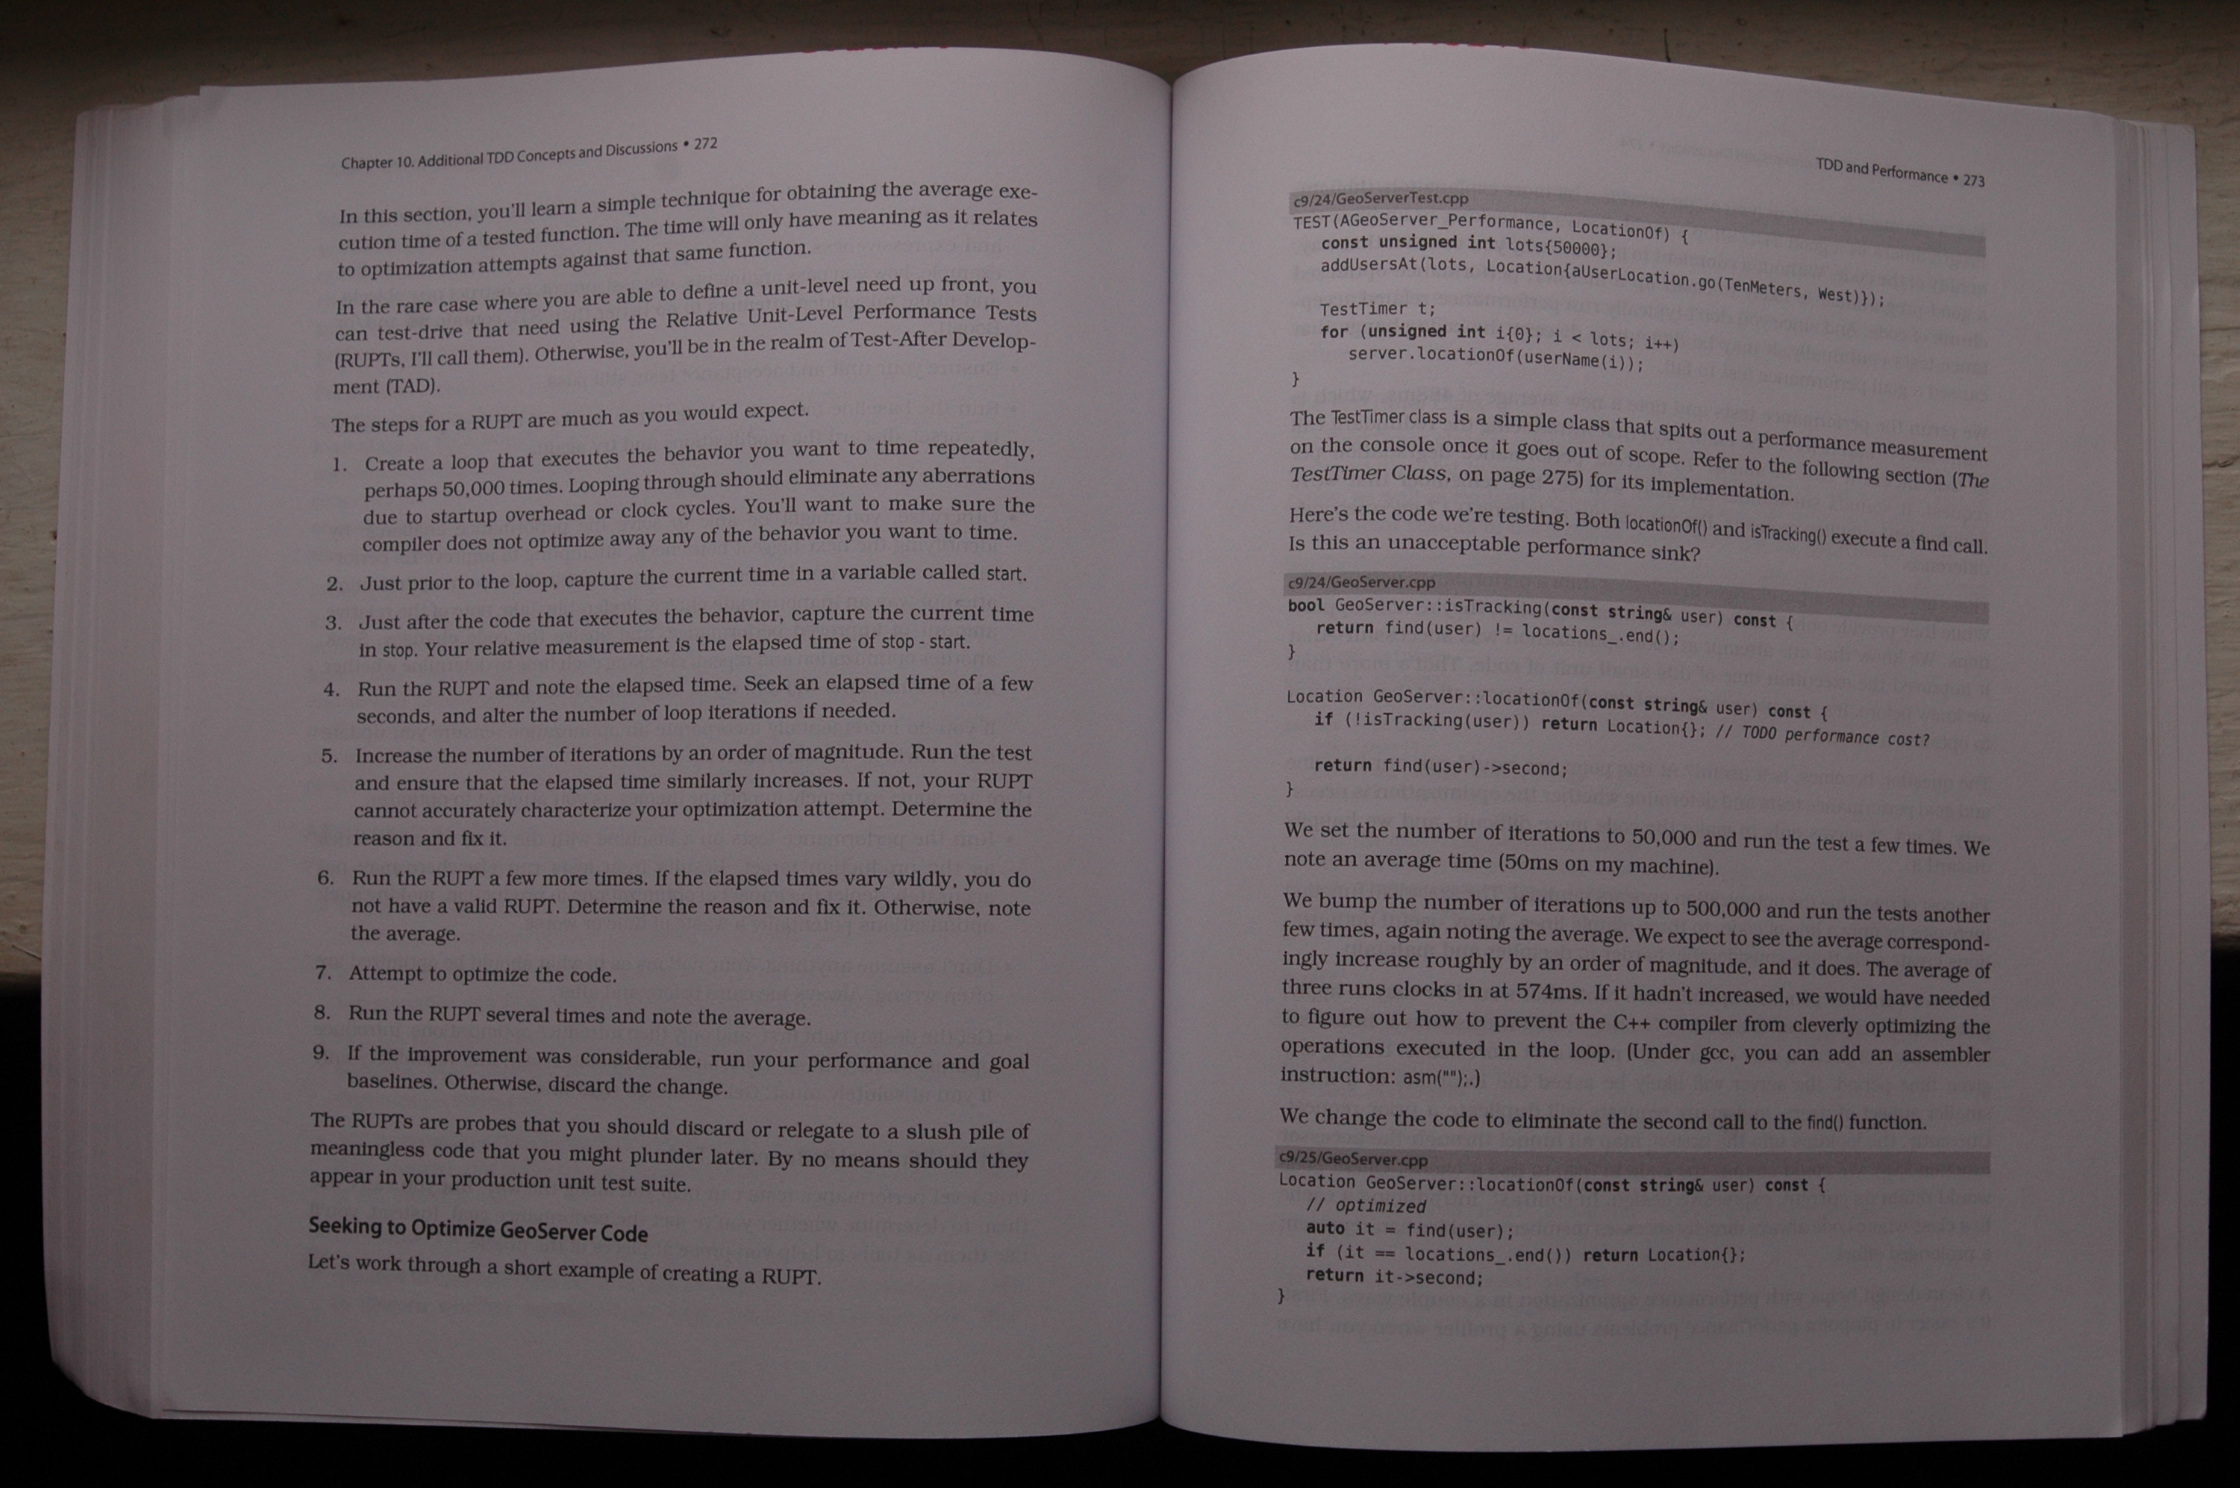 Chapter 10. Additional TDD Concepts and Discussions • 272
In this section, you'll learn a simple technique for obtaining the average exe-
cution time of a tested function. The time will only have meaning as it relates
to optimization attempts against that same function.
In the rare case where you are able to define a unit-level need up front, you
can test-drive that need using the Relative Unit-Level Performance Tests
(RUPTs, I'll call them). Otherwise, you'll be in the realm of Test-After Develop-
ment (TAD).
The steps for a RUPT are much as you would expect.
1. Create a loop that executes the behavior you want to time repeatedly,
perhaps 50,000 times. Looping through should eliminate any aberrations
due to startup overhead or clock cycles. You'll want to make sure the
compiler does not optimize away any of the behavior you want to time.
2. Just prior to the loop, capture the current time in a variable called start.
3. Just after the code that executes the behavior, capture the current time
in stop. Your relative measurement is the elapsed time of stop - start.
4. Run the RUPT and note the elapsed time. Seek an elapsed time of a few
seconds, and alter the number of loop iterations if needed.
5. Increase the number of iterations by an order of magnitude. Run the test
and ensure that the elapsed time similarly increases. If not, your RUPT
cannot accurately characterize your optimization attempt. Determine the
reason and fix it.
6. Run the RUPT a few more times. If the elapsed times vary wildly, you do
not have a valid RUPT. Determine the reason and fix it. Otherwise, note
the average.
7. Attempt to optimize the code.
8. Run the RUPT several times and note the average.
9. If the improvement was considerable, run your performance and goal
baselines. Otherwise, discard the change.
The RUPTs are probes that you should discard or relegate to a slush pile of
meaningless code that you might plunder later. By no means should they
appear in your production unit test suite.
Seeking to Optimize GeoServer Code
Let's work through a short example of creating a RUPT.
TDD and Performance • 273
c9/24/GeoServerTest.cpp
TEST(AGeoServer_Performance, LocationOf) {
const unsigned int lots{50000};
addUsersAt(lots, Location{aUserLocation.go(TenMeters, West)});
TestTimer t;
for (unsigned int i{0}; i < lots; i++)
server.locationOf(userName(i));
}
The TestTimer class is a simple class that spits out a performance measurement
on the console once it goes out of scope. Refer to the following section (The
TestTimer Class, on page 275) for its implementation.
Here's the code we're testing. Both locationOf() and isTracking() execute a find call.
Is this an unacceptable performance sink?
c9/24/GeoServer.cpp
bool GeoServer::isTracking(const string& user) const {
return find(user) != locations_.end();
}
Location GeoServer::locationOf(const string& user) const {
if (!isTracking(user)) return Location{}; // TODO performance cost?
return find(user)->second;
}
We set the number of iterations to 50,000 and run the test a few times. We
note an average time (50ms on my machine).
We bump the number of iterations up to 500,000 and run the tests another
few times, again noting the average. We expect to see the average correspond-
ingly increase roughly by an order of magnitude, and it does. The average of
three runs clocks in at 574ms. If it hadn't increased, we would have needed
to figure out how to prevent the C++ compiler from cleverly optimizing the
operations executed in the loop. (Under gcc, you can add an assembler
instruction: asm("");.)
We change the code to eliminate the second call to the find() function.
c9/25/GeoServer.cpp
Location GeoServer::locationOf(const string& user) const {
// optimized
auto it = find(user);
if (it == locations_.end()) return Location{};
return it->second;
}